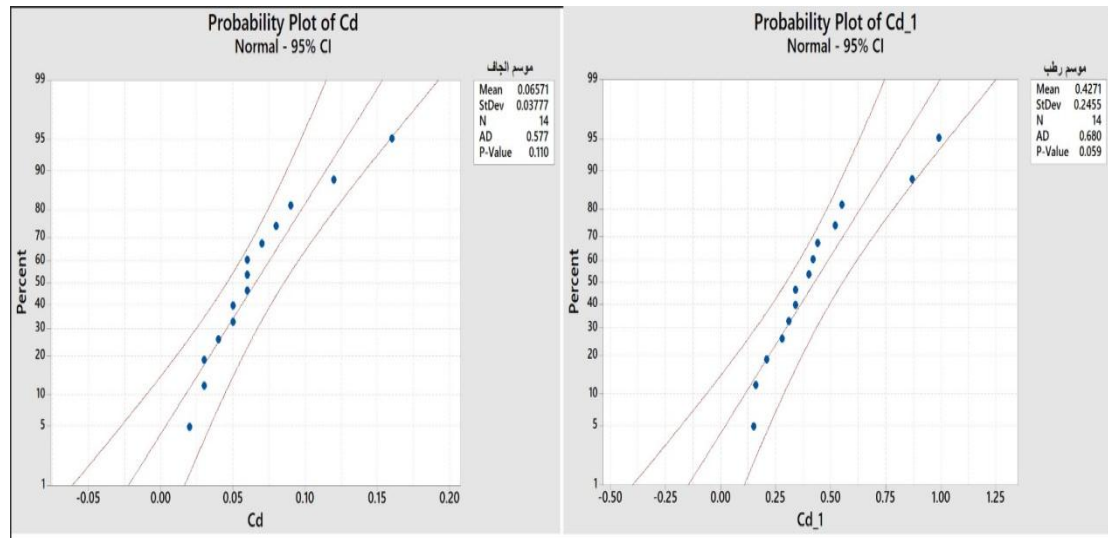 Probability Plot of Cd
Normal - 95% CI
موسم الجاف
Mean 0.06571
StDev 0.03777
N 14
AD 0.577
P-Value 0.110
Percent
99
95
90
80
70
60
50
40
30
20
10
5
1
-0.05 0.00 0.05 0.10 0.15 0.20
Cd
Probability Plot of Cd_1
Normal - 95% CI
موسم رطب
Mean 0.4271
StDev 0.2455
N 14
AD 0.680
P-Value 0.059
Percent
99
95
90
80
70
60
50
40
30
20
10
5
1
-0.50 -0.25 0.00 0.25 0.50 0.75 1.00 1.25
Cd_1